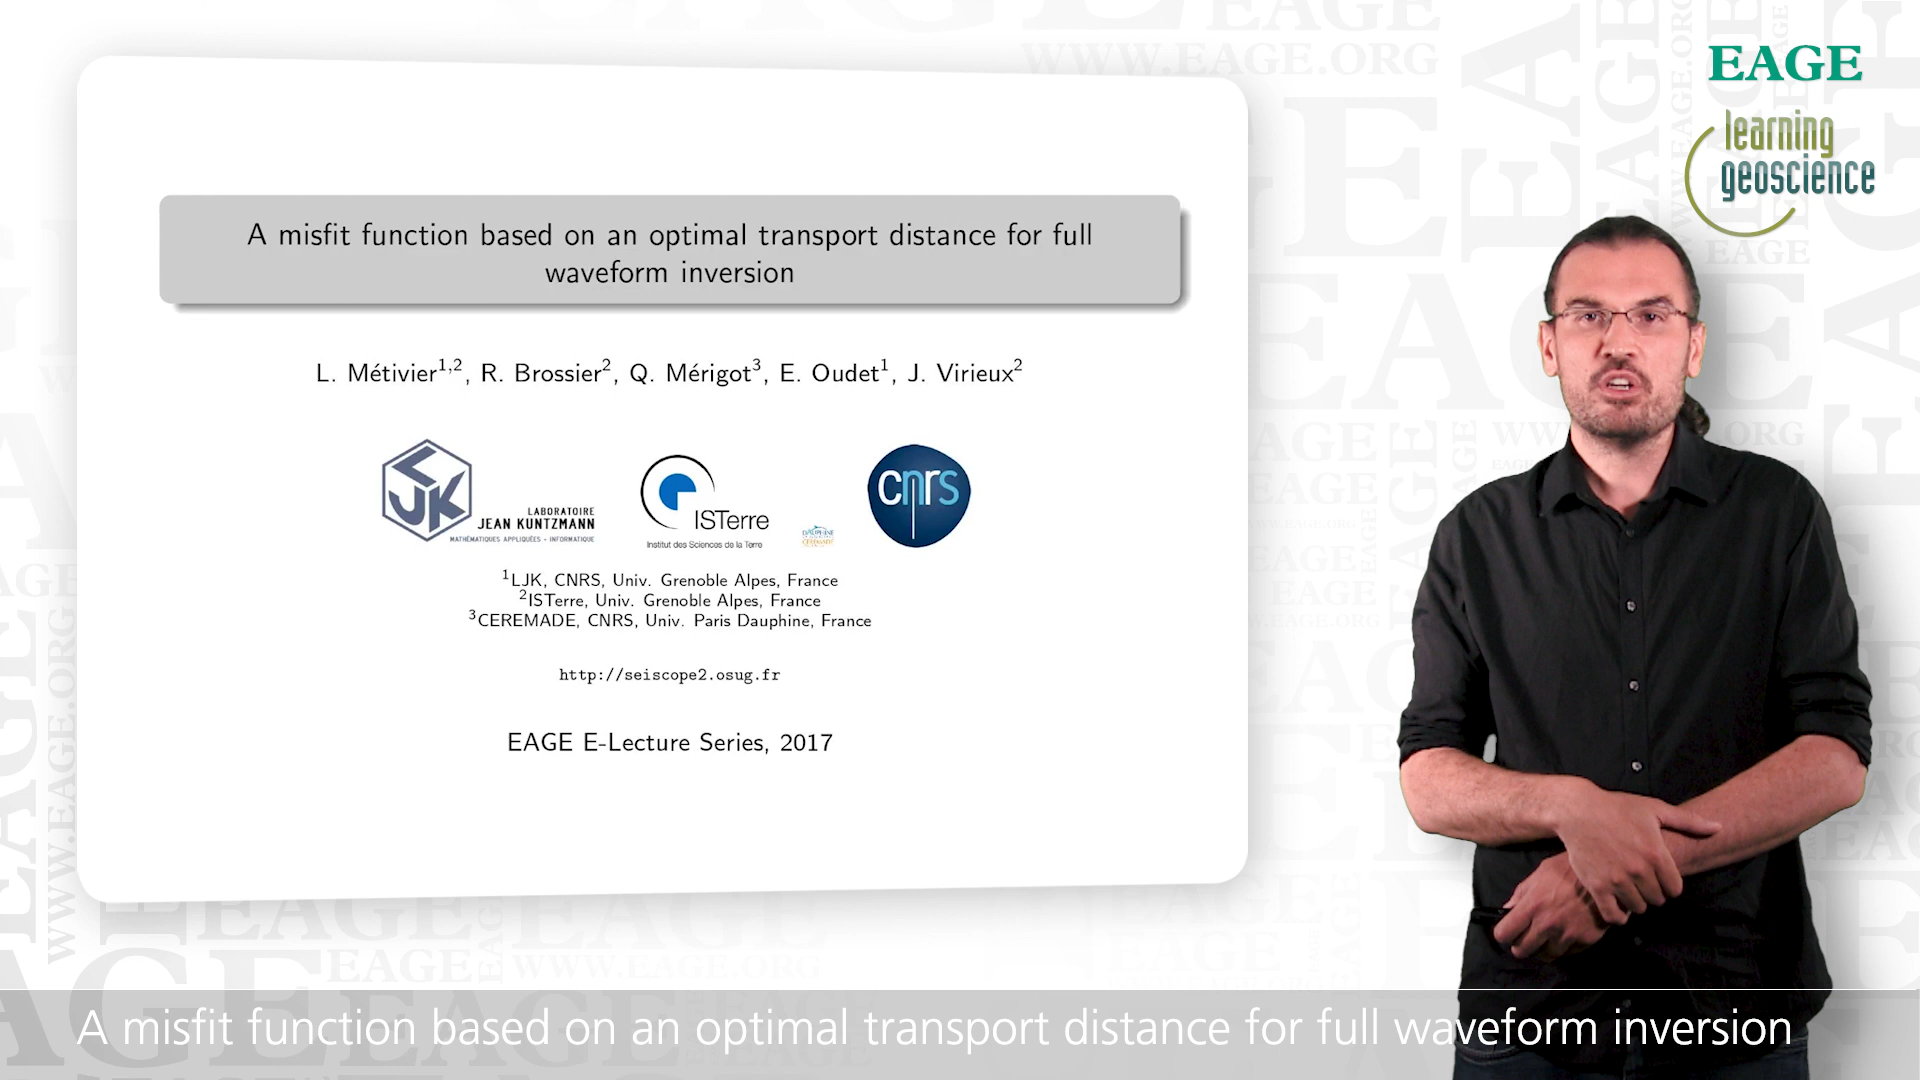 EAGE
learning
geoscience
A misfit function based on an optimal transport distance for full
waveform inversion
L. Métivier1,2, R. Brossier2, Q. Mérigot3, E. Oudet1, J. Virieux2
LJK
LABORATOIRE
JEAN KUNTZMANN
MATHÉMATIQUES APPLIQUÉES - INFORMATIQUE
ISTerre
Institut des Sciences de la Terre
DAUPHINE
CEREMADE
cnrs
1LJK, CNRS, Univ. Grenoble Alpes, France
2ISTerre, Univ. Grenoble Alpes, France
3CEREMADE, CNRS, Univ. Paris Dauphine, France
http://seiscope2.osug.fr
EAGE E-Lecture Series, 2017
A misfit function based on an optimal transport distance for full waveform inversion